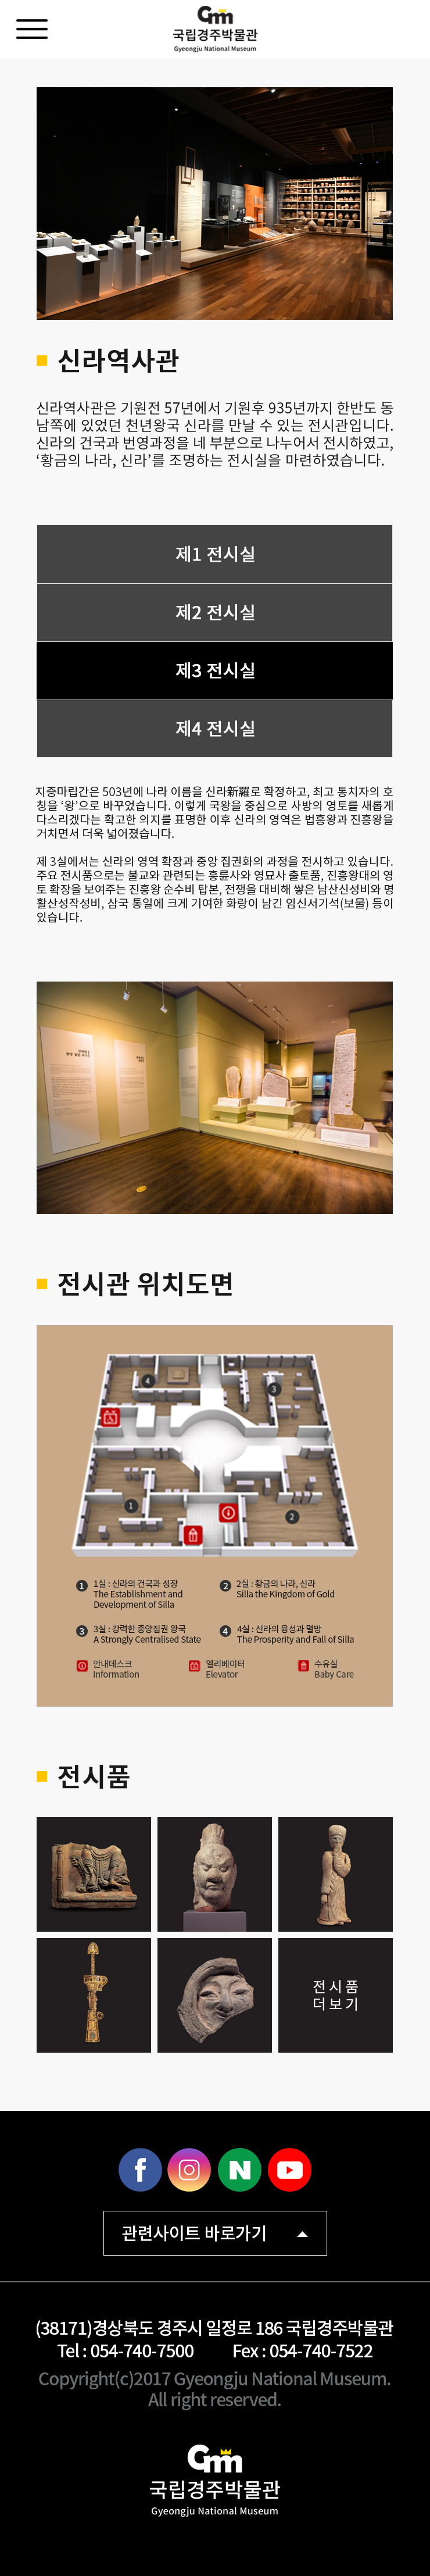 Gnm
국립경주박물관
Gyeongju National Museum
신라역사관
신라역사관은 기원전 57년에서 기원후 935년까지 한반도 동
남쪽에 있었던 천년왕국 신라를 만날 수 있는 전시관입니다.
신라의 건국과 번영과정을 네 부분으로 나누어서 전시하였고,
‘황금의 나라, 신라’를 조명하는 전시실을 마련하였습니다.
제1 전시실
제2 전시실
제3 전시실
제4 전시실
지증마립간은 503년에 나라 이름을 신라新羅로 확정하고, 최고 통치자의 호
칭을 ‘왕’으로 바꾸었습니다. 이렇게 국왕을 중심으로 사방의 영토를 새롭게
다스리겠다는 확고한 의지를 표명한 이후 신라의 영역은 법흥왕과 진흥왕을
거치면서 더욱 넓어졌습니다.
제 3실에서는 신라의 영역 확장과 중앙 집권화의 과정을 전시하고 있습니다.
주요 전시품으로는 불교와 관련되는 흥륜사와 영묘사 출토품, 진흥왕대의 영
토 확장을 보여주는 진흥왕 순수비 탑본, 전쟁을 대비해 쌓은 남산신성비와 명
활산성작성비, 삼국 통일에 크게 기여한 화랑이 남긴 임신서기석(보물) 등이
있습니다.
전시관 위치도면
4
3
1
2
1 1실 : 신라의 건국과 성장
The Establishment and
Development of Silla
2 2실 : 황금의 나라, 신라
Silla the Kingdom of Gold
3 3실 : 강력한 중앙집권 왕국
A Strongly Centralised State
4 4실 : 신라의 융성과 멸망
The Prosperity and Fall of Silla
안내데스크
Information
엘리베이터
Elevator
수유실
Baby Care
전시품
전시품
더보기
f
N
관련사이트 바로가기
(38171)경상북도 경주시 일정로 186 국립경주박물관
Tel : 054-740-7500 Fex : 054-740-7522
Copyright(c)2017 Gyeongju National Museum.
All right reserved.
Gnm
국립경주박물관
Gyeongju National Museum